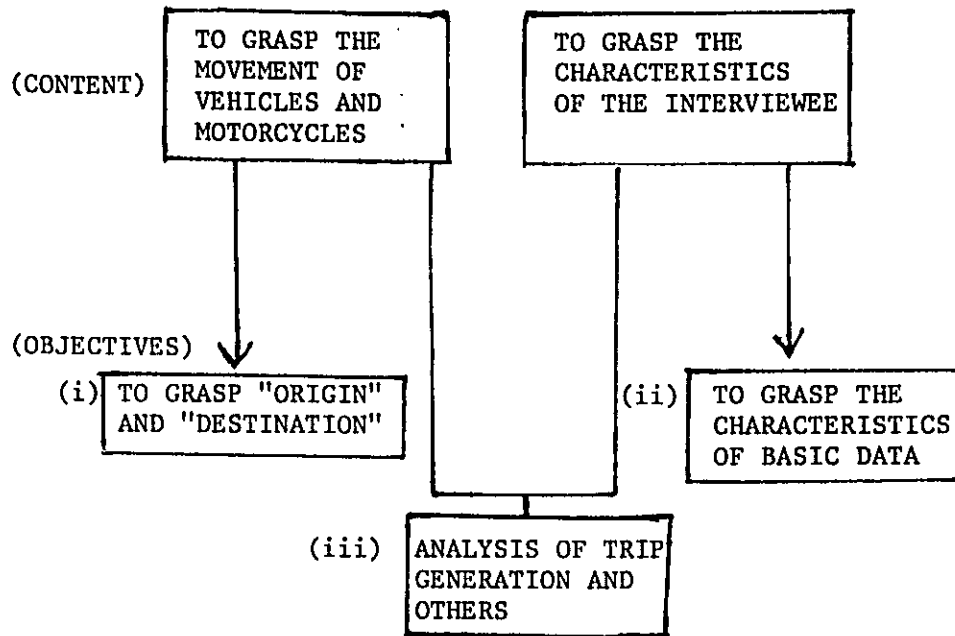 TO GRASP THE
MOVEMENT OF
VEHICLES AND
MOTORCYCLES
TO GRASP THE
CHARACTERISTICS
OF THE INTERVIEWEE
(CONTENT)
(OBJECTIVES)
(i) TO GRASP "ORIGIN"
AND "DESTINATION"
(ii) TO GRASP THE
CHARACTERISTICS
OF BASIC DATA
(iii) ANALYSIS OF TRIP
GENERATION AND
OTHERS